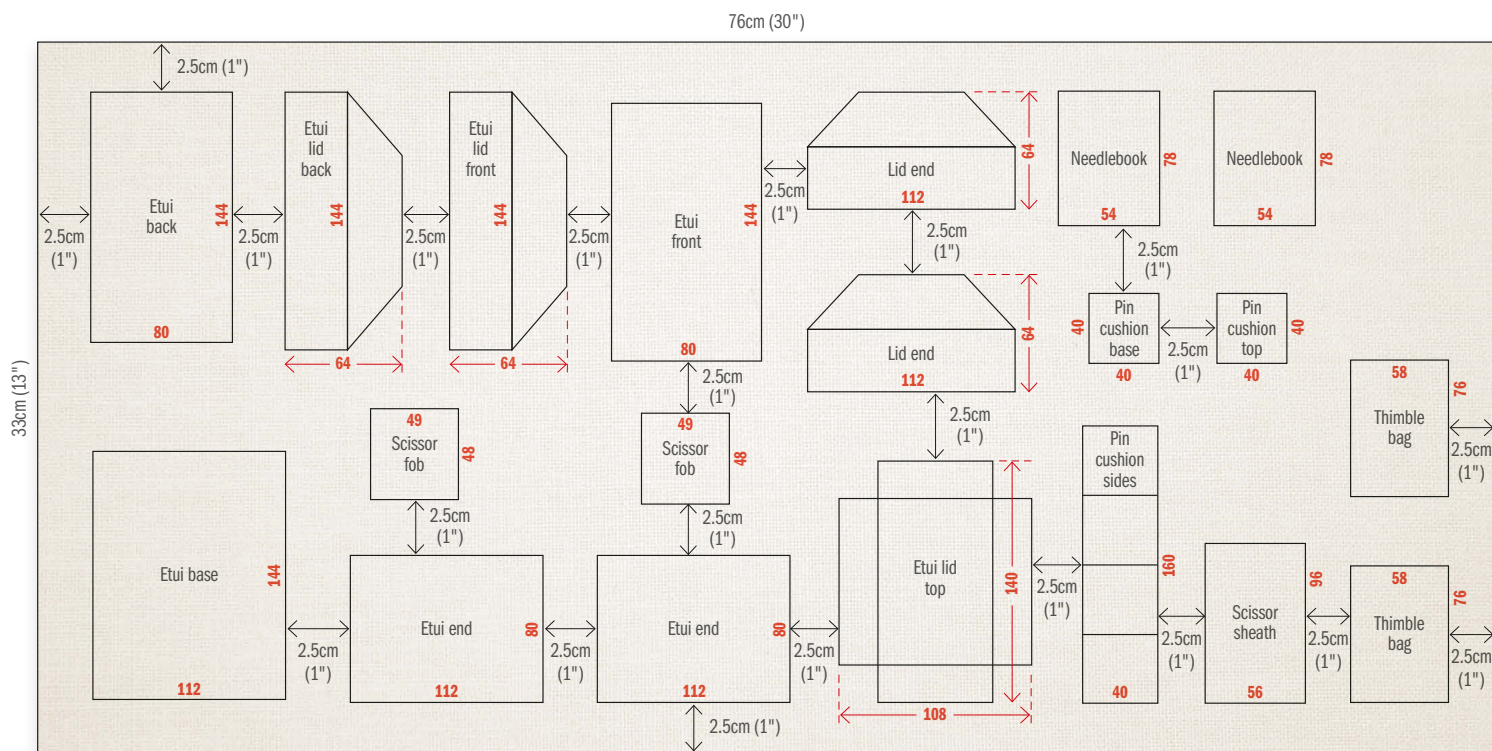 76cm (30")
33cm (13")
2.5cm (1")
Etui
back
144
80
2.5cm
(1")
2.5cm
(1")
Etui
lid
back
144
64
Etui
lid
front
144
64
2.5cm
(1")
Etui
front
144
80
2.5cm
(1")
Lid end
112
64
2.5cm
(1")
Lid end
112
64
2.5cm
(1")
Needlebook
78
54
Needlebook
78
54
2.5cm
(1")
Pin
cushion
base
40
40
2.5cm
(1")
Pin
cushion
top
40
40
58
76
Thimble
bag
2.5cm
(1")
2.5cm
(1")
49
Scissor
fob
48
2.5cm
(1")
49
Scissor
fob
48
2.5cm
(1")
Etui base
144
112
2.5cm
(1")
Etui end
80
112
2.5cm
(1")
Etui end
80
112
2.5cm
(1")
2.5cm (1")
Etui lid
top
140
108
2.5cm
(1")
Pin
cushion
sides
160
40
2.5cm
(1")
Scissor
sheath
96
56
2.5cm
(1")
58
76
Thimble
bag
2.5cm
(1")